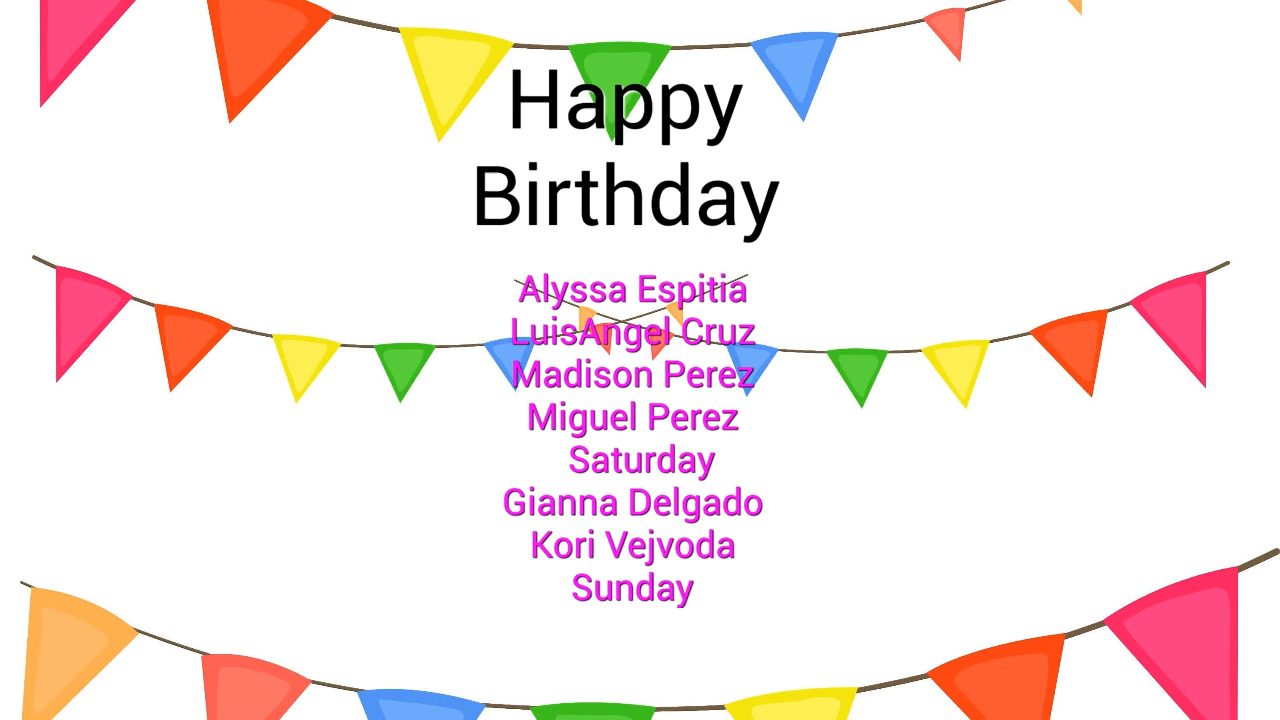 Happy
Birthday
Alyssa Espitia
LuisAngel Cruz
Madison Perez
Miguel Perez
Saturday
Gianna Delgado
Kori Vejvoda
Sunday